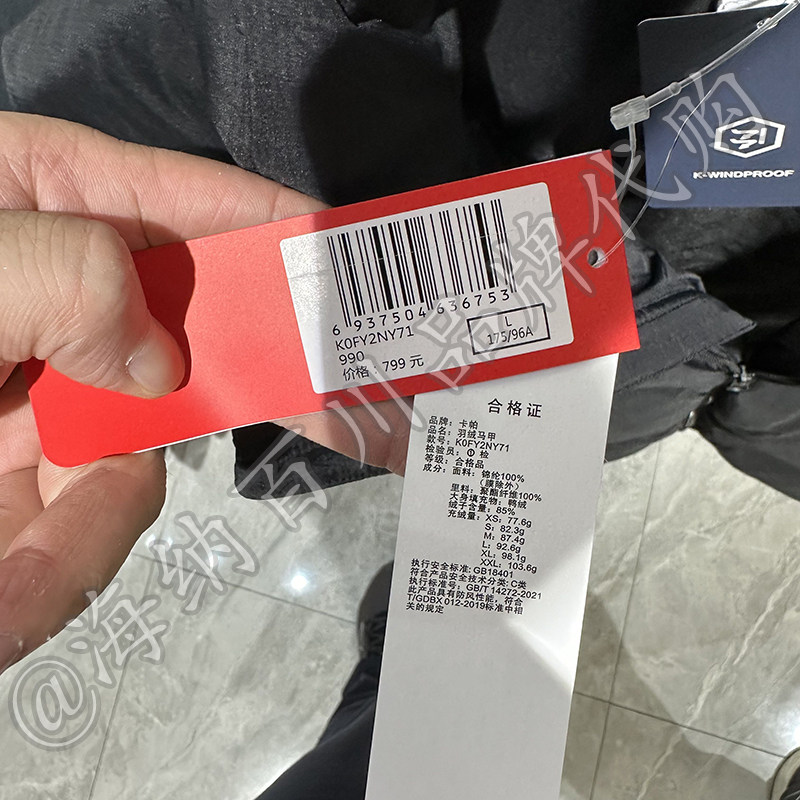 K-WINDPROOF
6 937504 636753
K0FY2NY71
990
价格：799 元
L
175/96A
合格证
品牌：卡帕
品名：羽绒马甲
款号：K0FY2NY71
检验员：① 检
等级：合格品
成分：面料：锦纶100%
（膜除外）
里料：聚酯纤维100%
大身填充物：鸭绒
绒子含量：85%
充绒量：XS: 77.6g
S: 82.3g
M: 87.4g
L: 92.6g
XL: 98.1g
XXL: 103.6g
执行安全标准：GB18401
符合产品安全技术分类：C类
执行标准号：GB/T 14272-2021
此产品具有防风性能，符合
T/GDBX 012-2019标准中相
关的规定
@海纳百川品牌代购